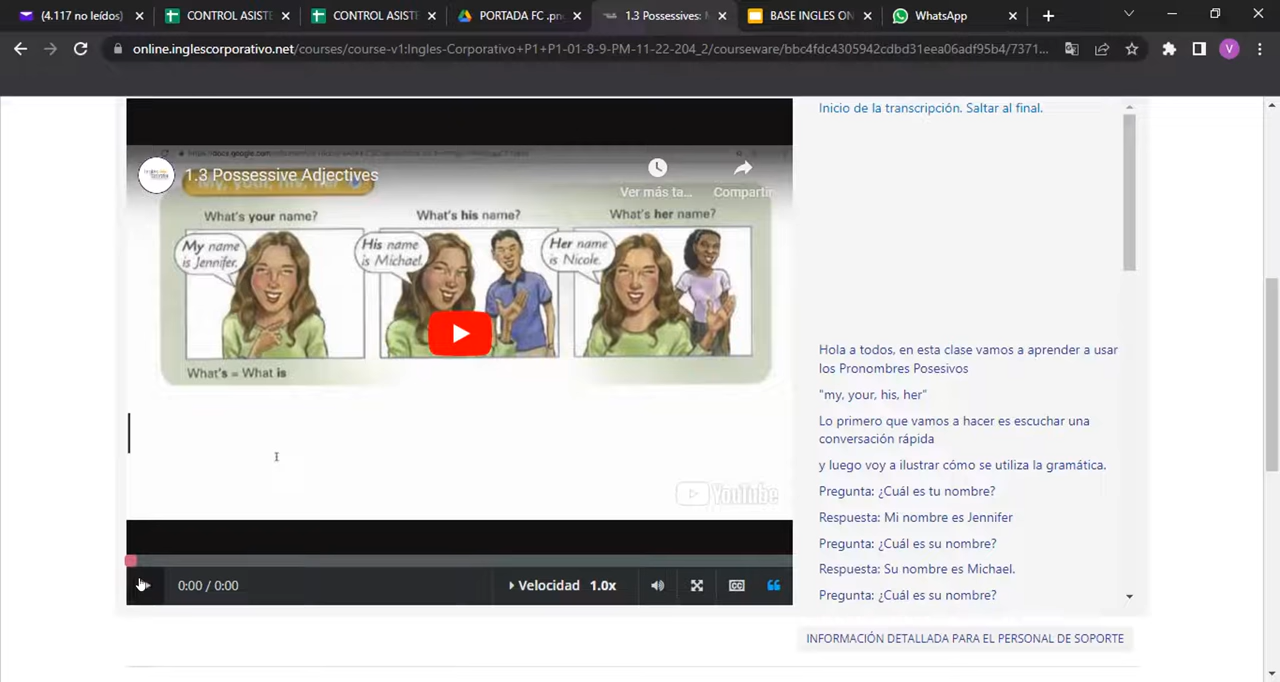 (4.117 no leídos)
CONTROL ASISTE
CONTROL ASISTE
PORTADA FC .pn
1.3 Possessives: M
BASE INGLES ON
WhatsApp
online.inglescorporativo.net/courses/course-v1:Ingles-Corporativo+P1+P1-01-8-9-PM-11-22-204_2/courseware/bbc4fdc4305942cdbd31eea06adf95b4/7371...
V
1.3 Possessive Adjectives
Ver más ta...
Compartir
My, your, his, her
What's your name?
What's his name?
What's her name?
My name
is Jennifer.
His name
is Michael.
Her name
is Nicole.
What's = What is
YouTube
0:00 / 0:00
Velocidad 1.0x
Inicio de la transcripción. Saltar al final.
Hola a todos, en esta clase vamos a aprender a usar
los Pronombres Posesivos
"my, your, his, her"
Lo primero que vamos a hacer es escuchar una
conversación rápida
y luego voy a ilustrar cómo se utiliza la gramática.
Pregunta: ¿Cuál es tu nombre?
Respuesta: Mi nombre es Jennifer
Pregunta: ¿Cuál es su nombre?
Respuesta: Su nombre es Michael.
Pregunta: ¿Cuál es su nombre?
INFORMACIÓN DETALLADA PARA EL PERSONAL DE SOPORTE